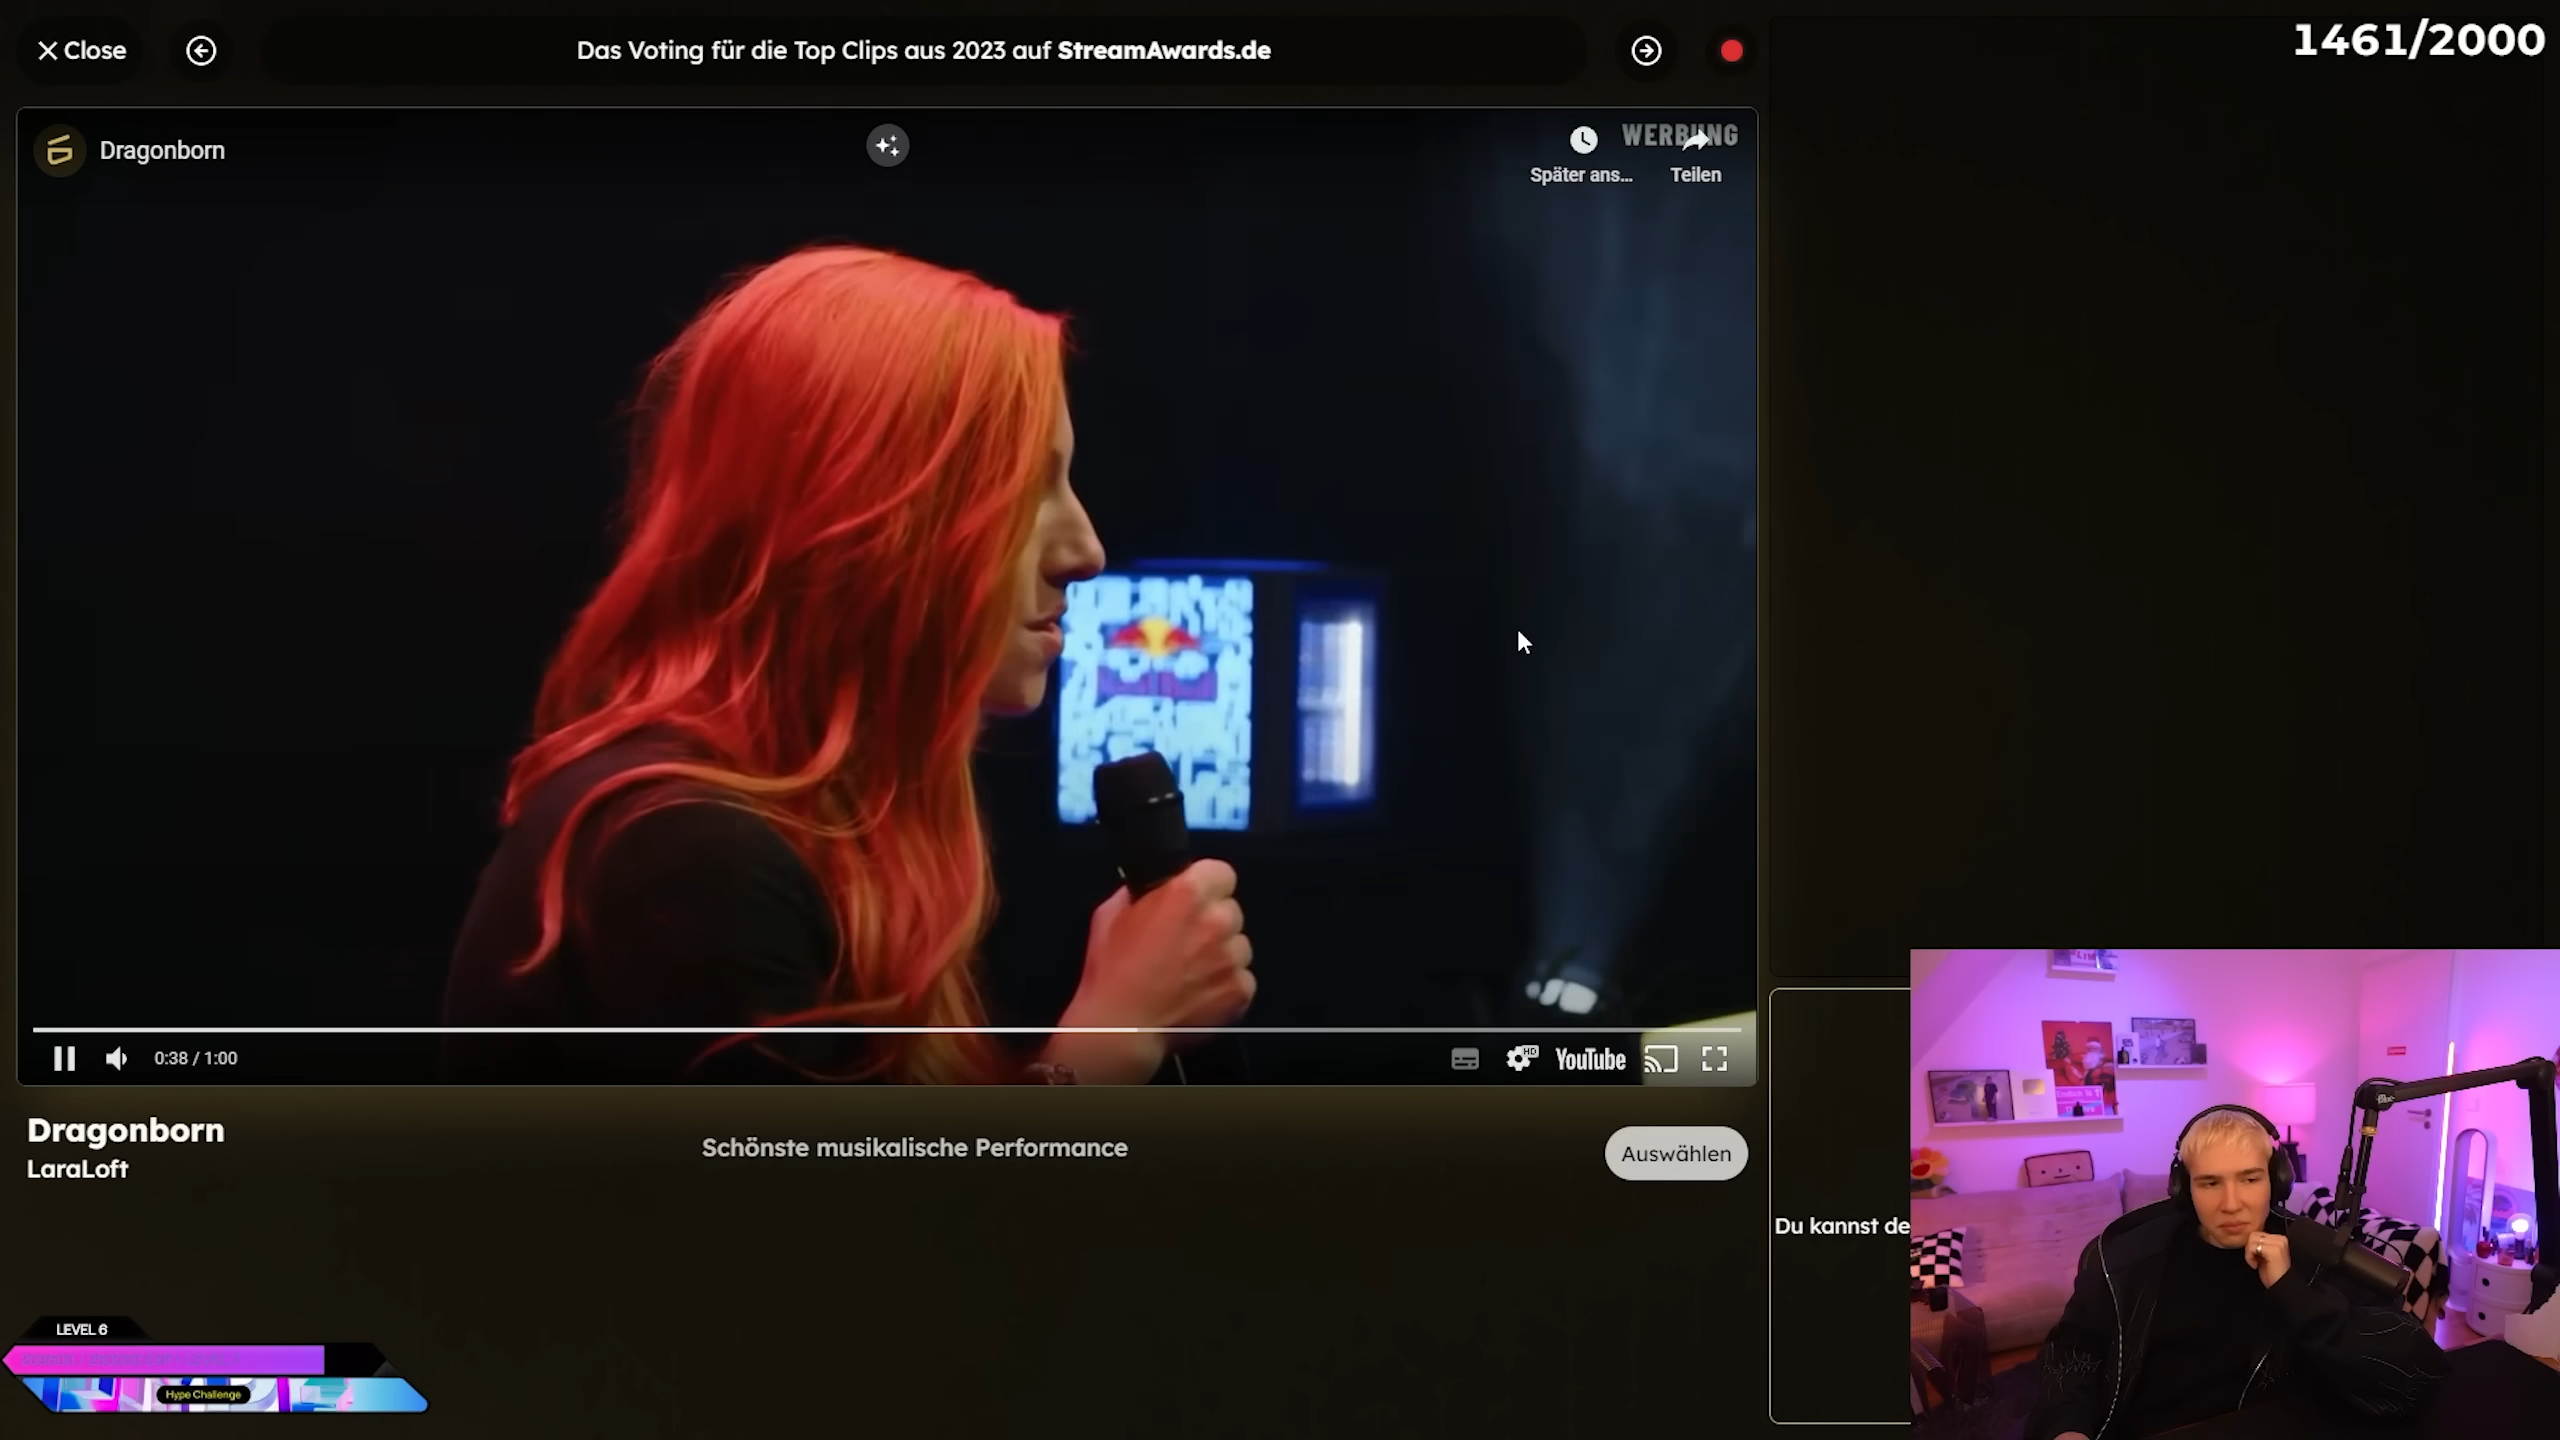 Close
Das Voting für die Top Clips aus 2023 auf StreamAwards.de
1461/2000
Dragonborn
WERBUNG
Später ans...
Teilen
0:38 / 1:00
HD
YouTube
Dragonborn
LaraLoft
Schönste musikalische Performance
Auswählen
Du kannst de
LEVEL 6
Hype Challenge